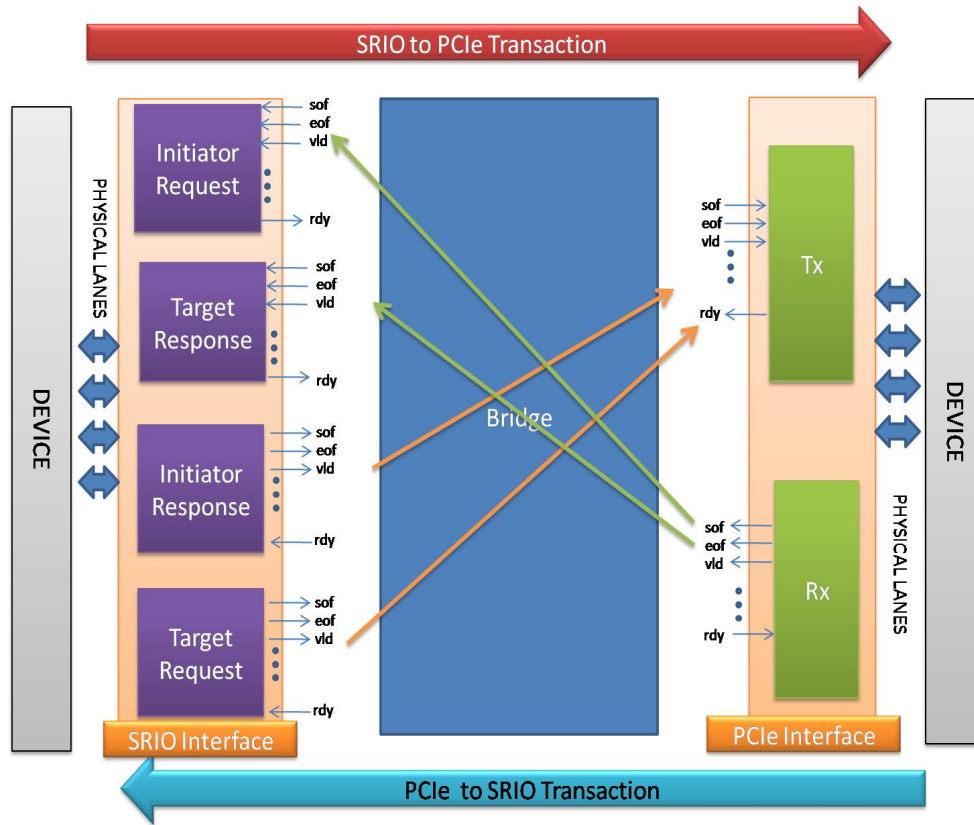 SRIO to PCIe Transaction
DEVICE
PHYSICAL LANES
Initiator
Request
sof
eof
vld
rdy
Target
Response
sof
eof
vld
rdy
Initiator
Response
sof
eof
vld
rdy
Target
Request
sof
eof
vld
rdy
SRIO Interface
Bridge
sof
eof
vld
rdy
Tx
sof
eof
vld
rdy
Rx
PCIe Interface
PHYSICAL LANES
DEVICE
PCIe to SRIO Transaction